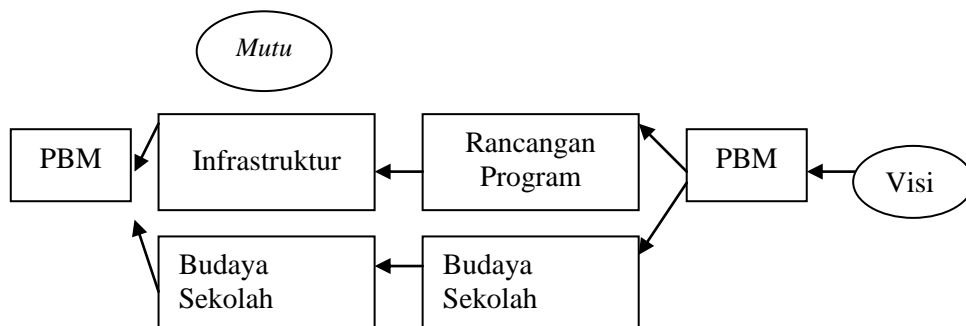 Mutu
PBM
Infrastruktur
Rancangan
Program
PBM
Visi
Budaya
Sekolah
Budaya
Sekolah